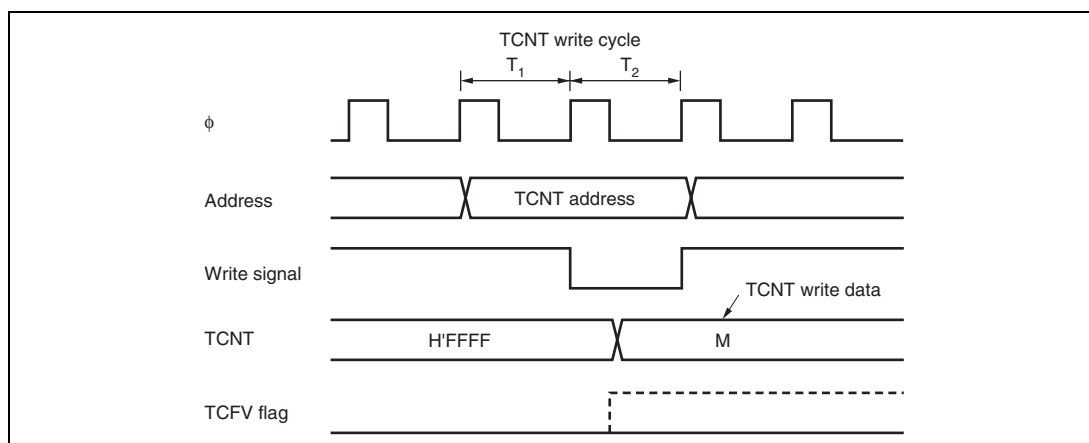 TCNT write cycle
T1 T2
ϕ
Address
TCNT address
Write signal
TCNT write data
TCNT
H'FFFF
M
TCFV flag